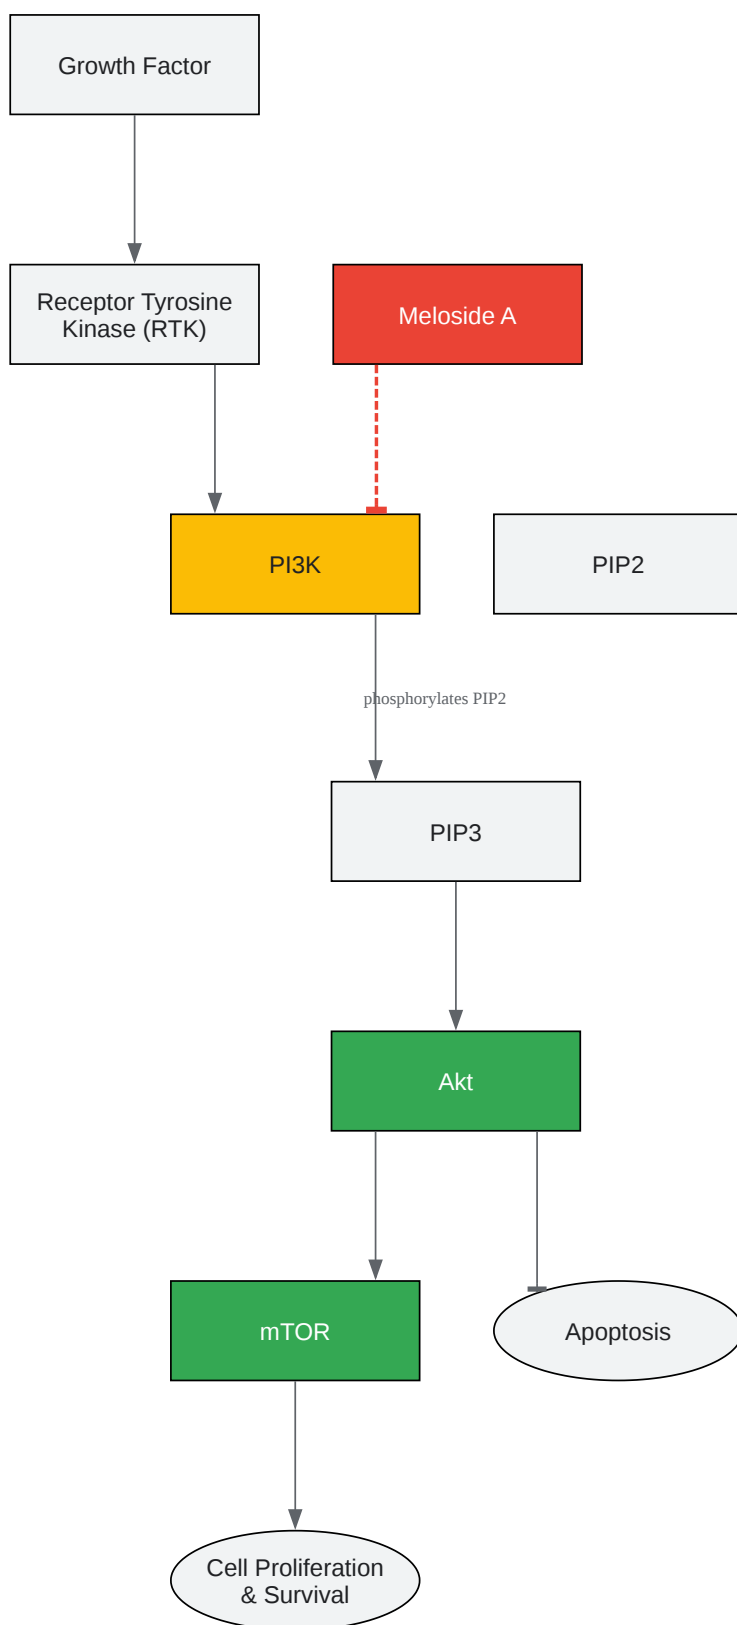 Growth Factor
Receptor Tyrosine
Kinase (RTK)
Meloside A
PI3K
PIP2
phosphorylates PIP2
PIP3
Akt
mTOR
Apoptosis
Cell Proliferation
& Survival